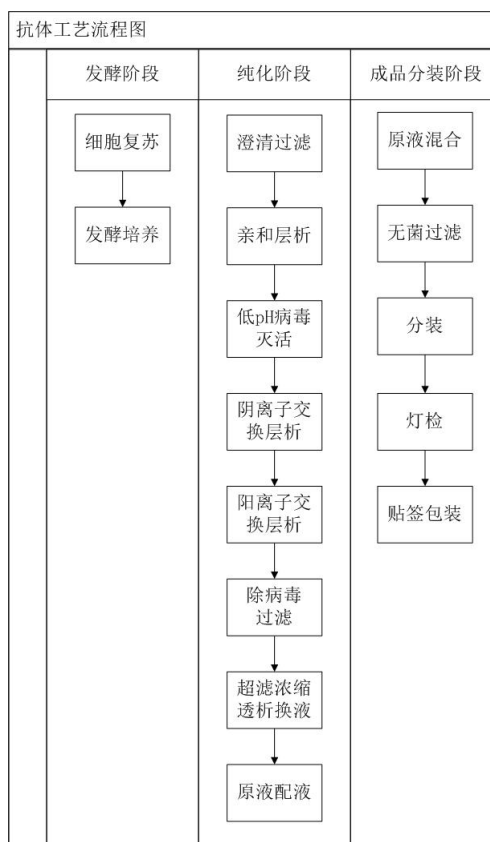 抗体工艺流程图
发酵阶段
纯化阶段
成品分装阶段
细胞复苏
发酵培养
澄清过滤
亲和层析
低pH病毒
灭活
阴离子交
换层析
阳离子交
换层析
除病毒
过滤
超滤浓缩
透析换液
原液配液
原液混合
无菌过滤
分装
灯检
贴签包装